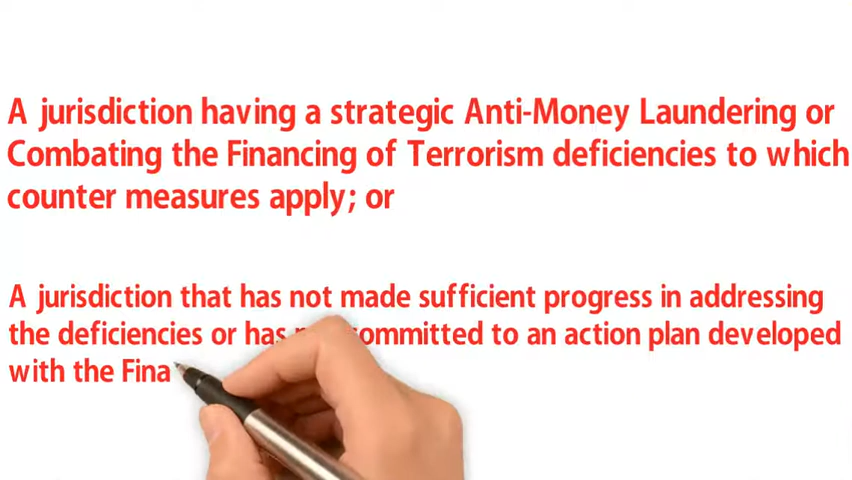 A jurisdiction having a strategic Anti-Money Laundering or
Combating the Financing of Terrorism deficiencies to which
counter measures apply; or
A jurisdiction that has not made sufficient progress in addressing
the deficiencies or has committed to an action plan developed
with the Fina